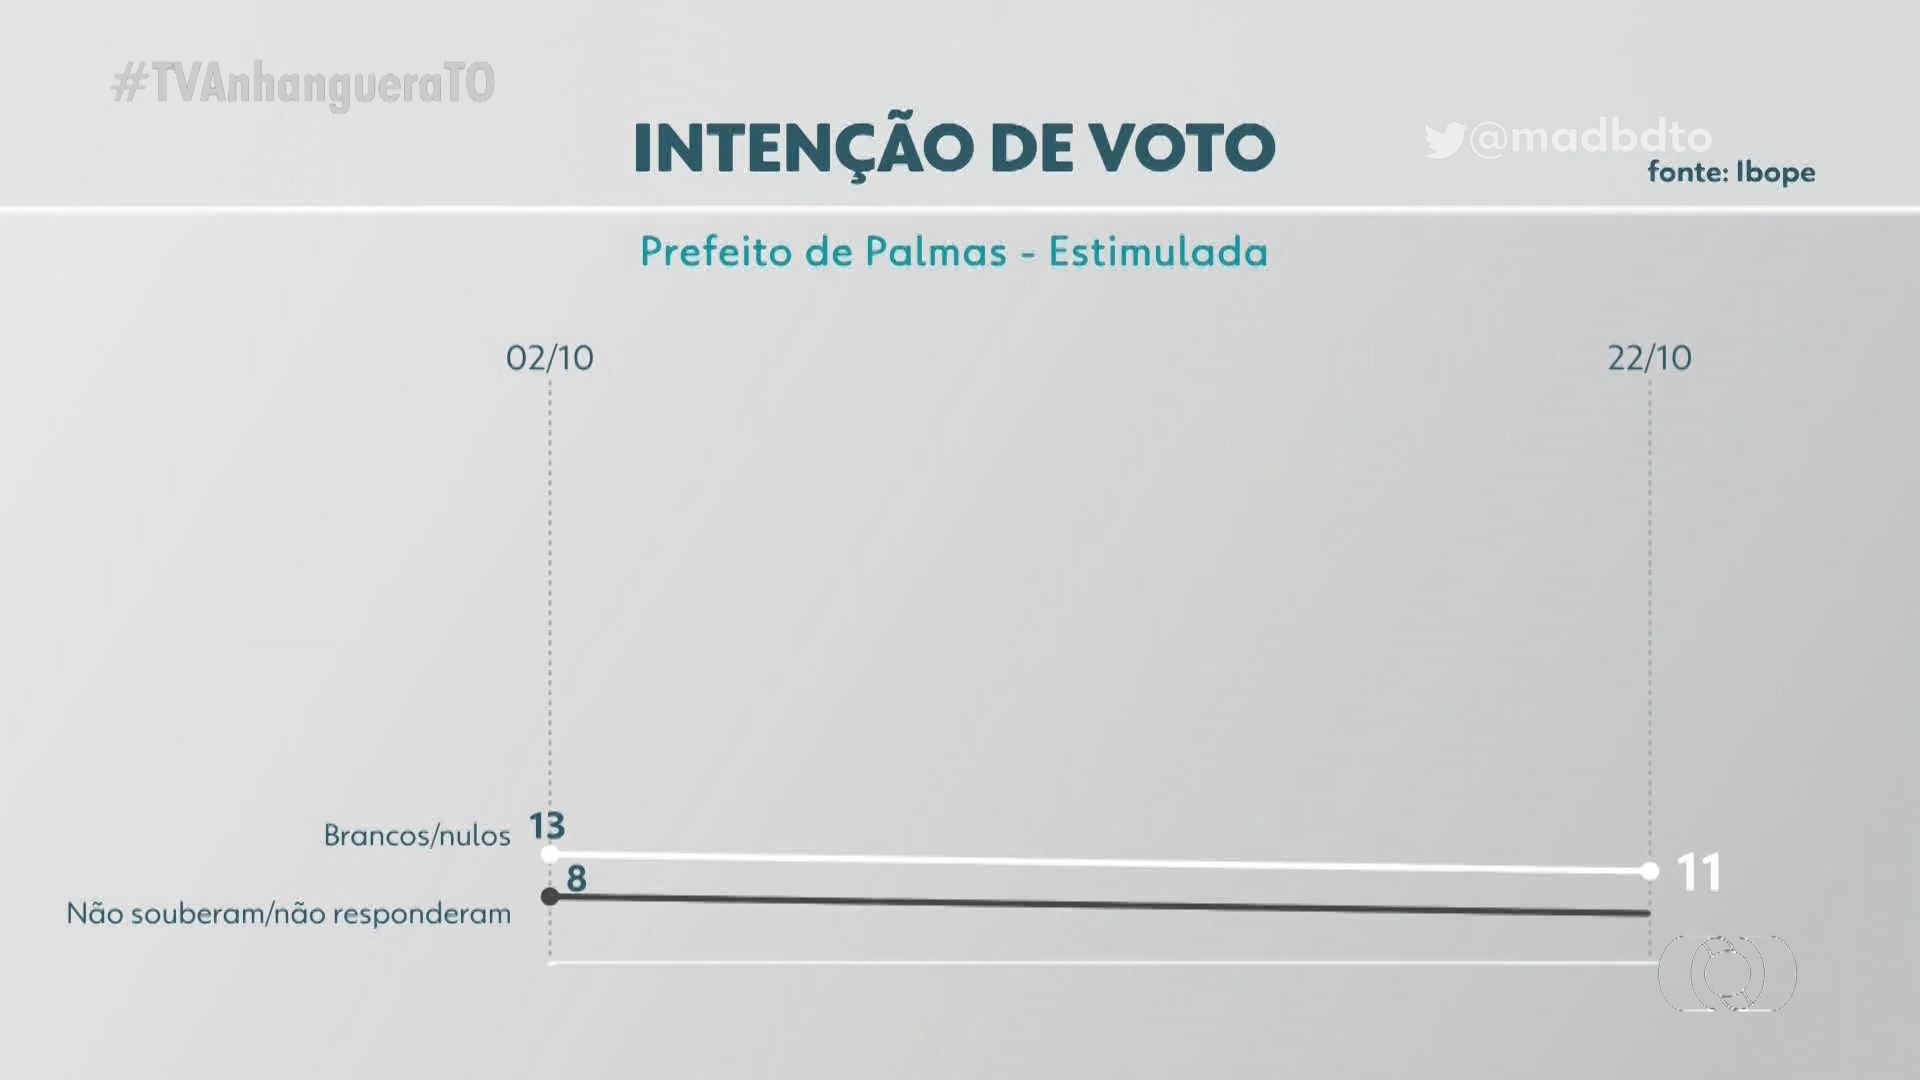 #TVAnhangueraTO
INTENÇÃO DE VOTO
@madbdto
fonte: Ibope
Prefeito de Palmas - Estimulada
02/10
22/10
Brancos/nulos 13
11
8
Não souberam/não responderam